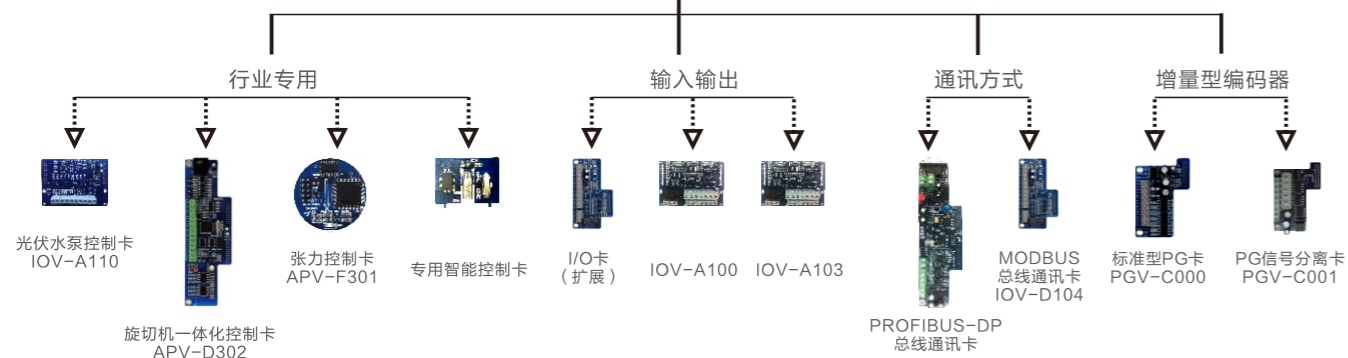 行业专用
输入输出
通讯方式
增量型编码器
光伏水泵控制卡
IOV-A110
旋切机一体化控制卡
APV-D302
张力控制卡
APV-F301
专用智能控制卡
I/O卡
(扩展)
IOV-A100
IOV-A103
PROFIBUS-DP
总线通讯卡
MODBUS
总线通讯卡
IOV-D104
标准型PG卡
PGV-C000
PG信号分离卡
PGV-C001